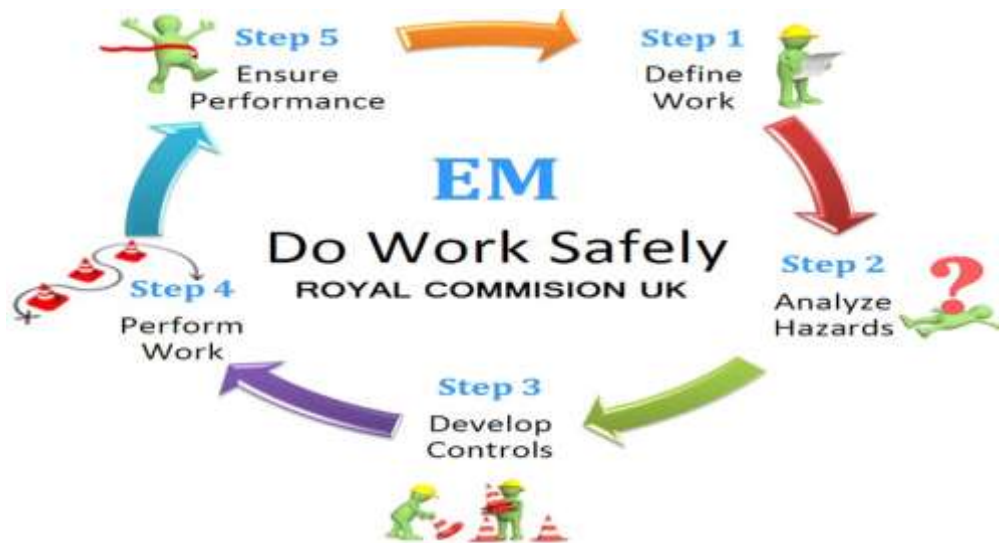 Step 1
Define
Work
Step 2
Analyze
Hazards
Step 3
Develop
Controls
Step 4
Perform
Work
Step 5
Ensure
Performance
EM
Do Work Safely
ROYAL COMMISION UK